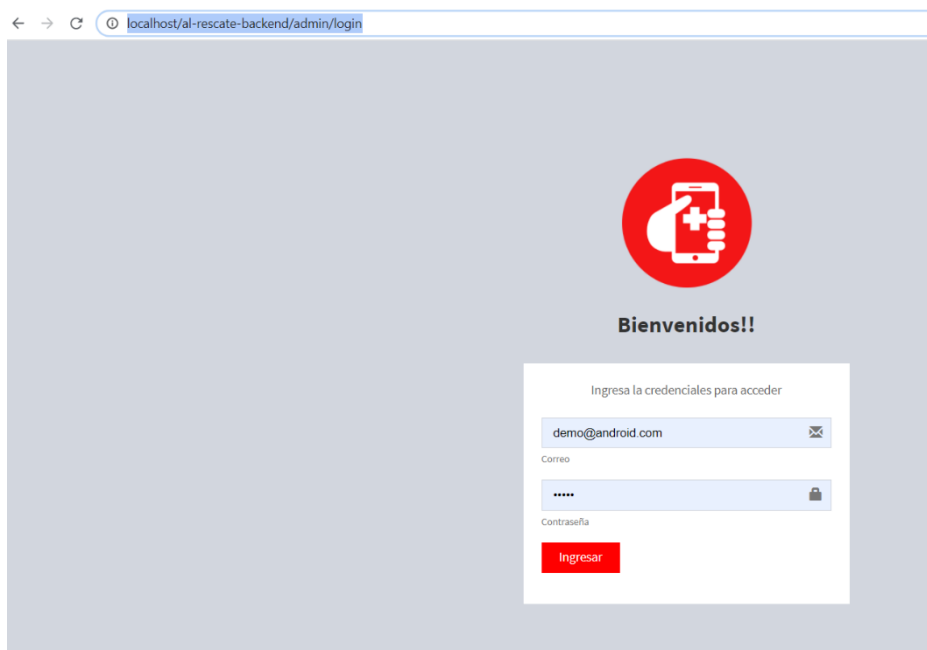 localhost/al-rescate-backend/admin/login
Bienvenidos!!
Ingresa la credenciales para acceder
demo@android.com
Correo
•••••
Contraseña
Ingresar